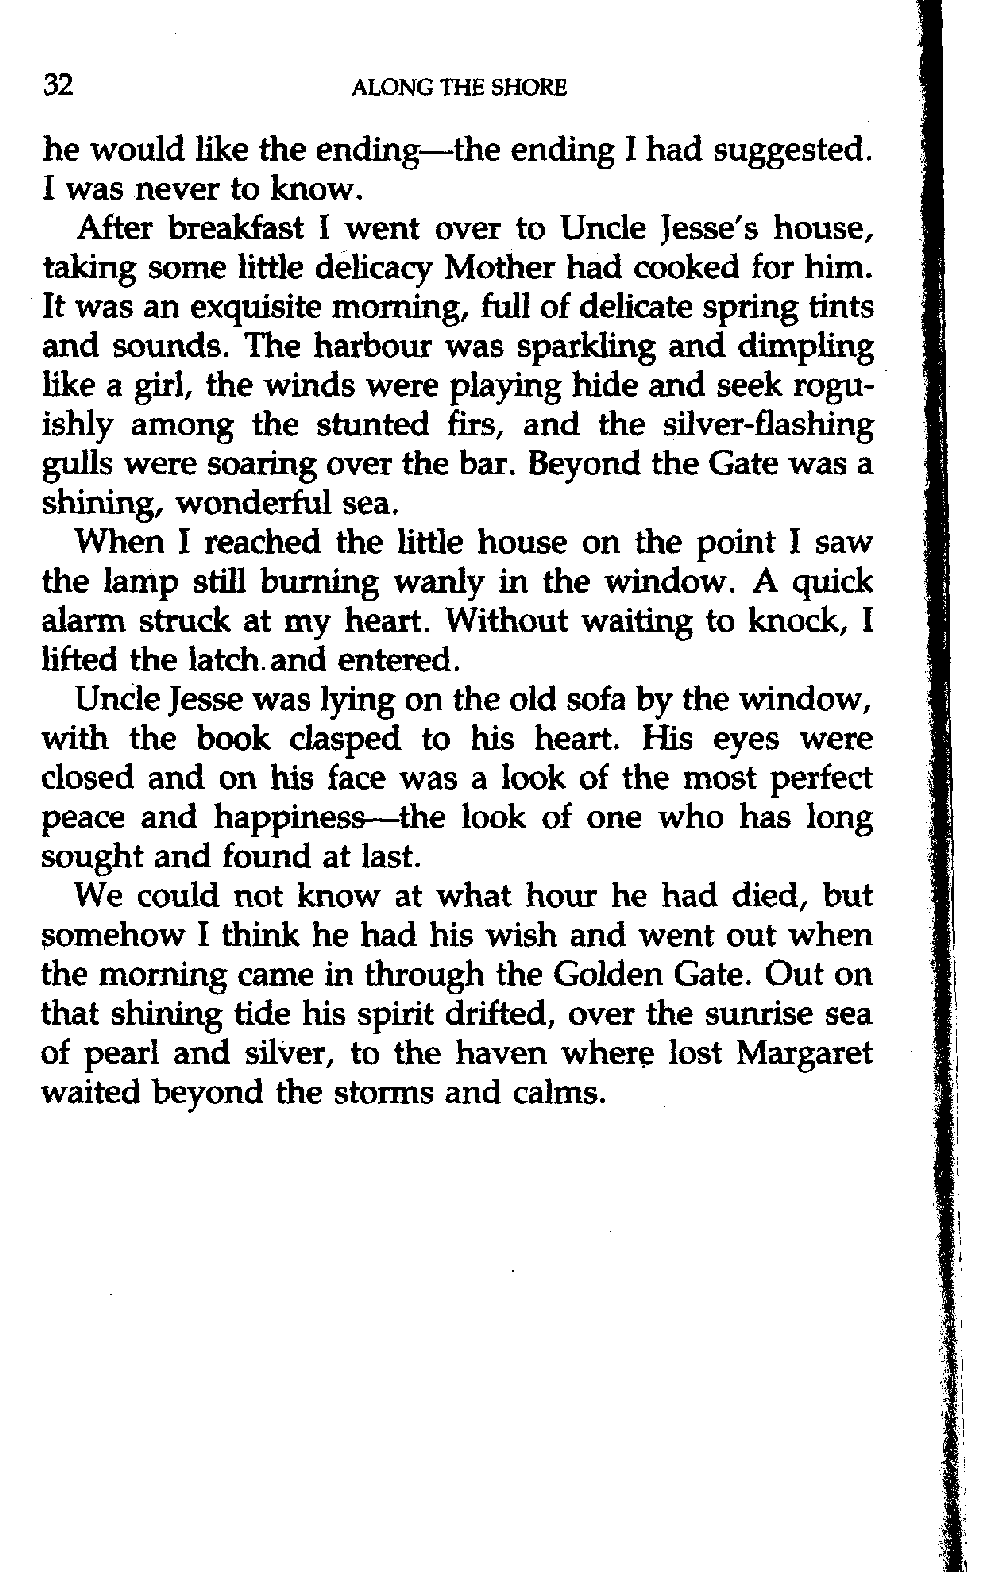 32 ALONG THE SHORE
he would like the ending—the ending I had suggested.
I was never to know.
After breakfast I went over to Uncle Jesse's house,
taking some little delicacy Mother had cooked for him.
It was an exquisite morning, full of delicate spring tints
and sounds. The harbour was sparkling and dimpling
like a girl, the winds were playing hide and seek rogu-
ishly among the stunted firs, and the silver-flashing
gulls were soaring over the bar. Beyond the Gate was a
shining, wonderful sea.
When I reached the little house on the point I saw
the lamp still burning wanly in the window. A quick
alarm struck at my heart. Without waiting to knock, I
lifted the latch and entered.
Uncle Jesse was lying on the old sofa by the window,
with the book clasped to his heart. His eyes were
closed and on his face was a look of the most perfect
peace and happiness—the look of one who has long
sought and found at last.
We could not know at what hour he had died, but
somehow I think he had his wish and went out when
the morning came in through the Golden Gate. Out on
that shining tide his spirit drifted, over the sunrise sea
of pearl and silver, to the haven where lost Margaret
waited beyond the storms and calms.